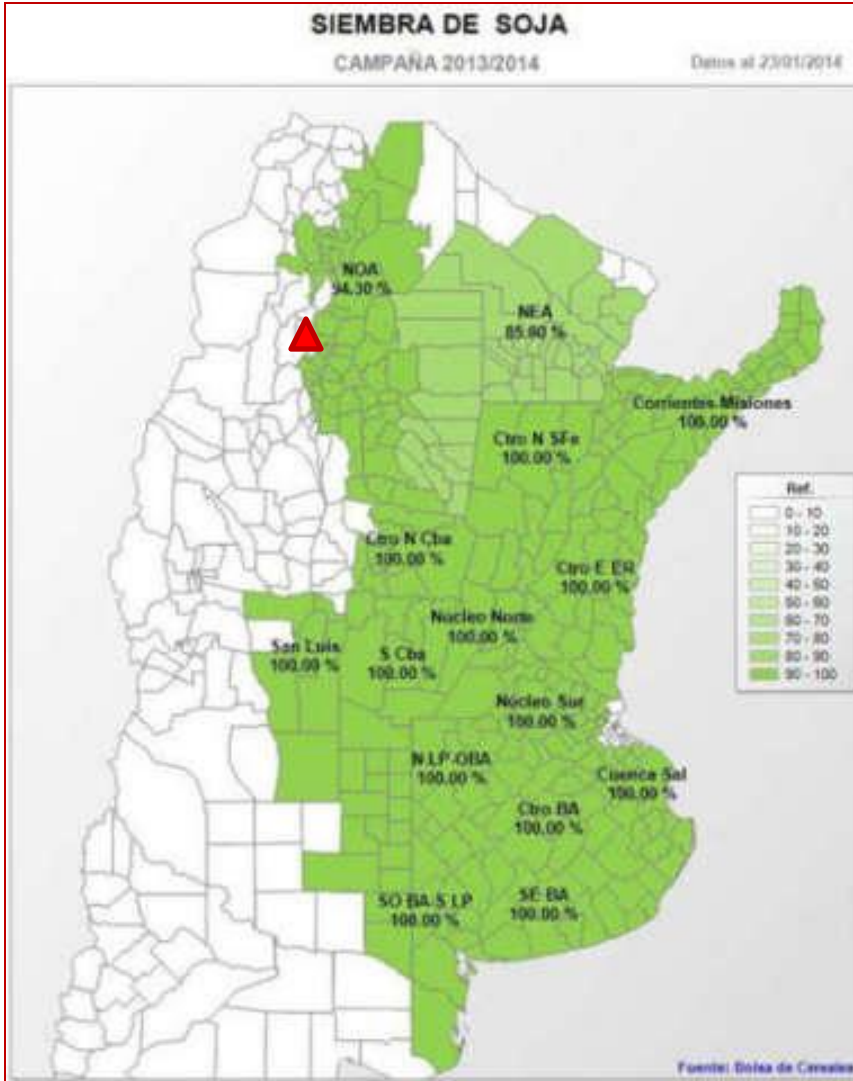 SIEMBRA DE SOJA
CAMPAÑA 2013/2014
Datos al 23/01/2014
NOA
94.30 %
NEA
85.60 %
Corrientes-Misiones
100.00 %
Ctro N SFe
100.00 %
Ref.
0 - 10
10 - 20
20 - 30
30 - 40
40 - 50
50 - 60
60 - 70
70 - 80
80 - 90
90 - 100
Ctro N Cba
100.00 %
Ctro E ER
100.00 %
Núcleo Norte
100.00 %
San Luis
100.00 %
S Cba
100.00 %
Núcleo Sur
100.00 %
N LP-OBA
100.00 %
Cuenca Sal
100.00 %
Ctro BA
100.00 %
SO BA-S LP
100.00 %
SE BA
100.00 %
Fuente: Bolsa de Cereales